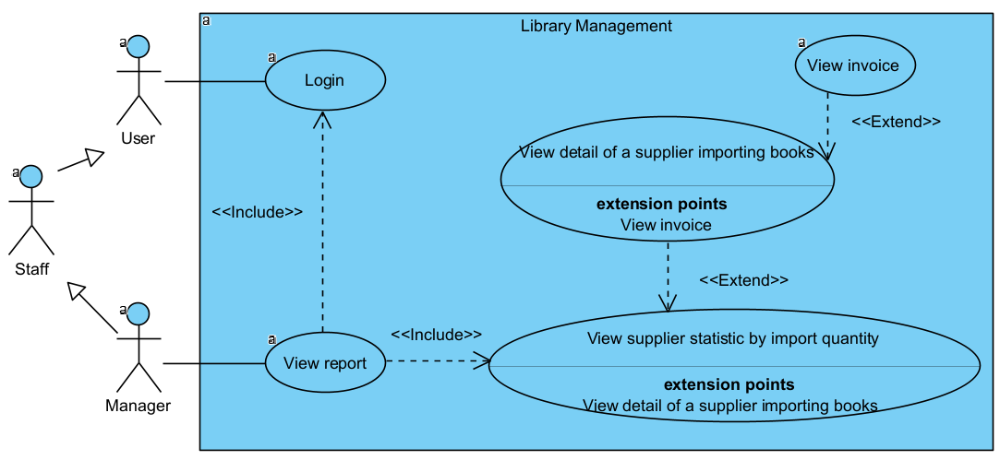 a
Library Management
a
User
a
Login
a
View invoice
<<Extend>>
View detail of a supplier importing books
extension points
View invoice
<<Include>>
a
Staff
<<Extend>>
a
Manager
a
View report
<<Include>>
View supplier statistic by import quantity
extension points
View detail of a supplier importing books